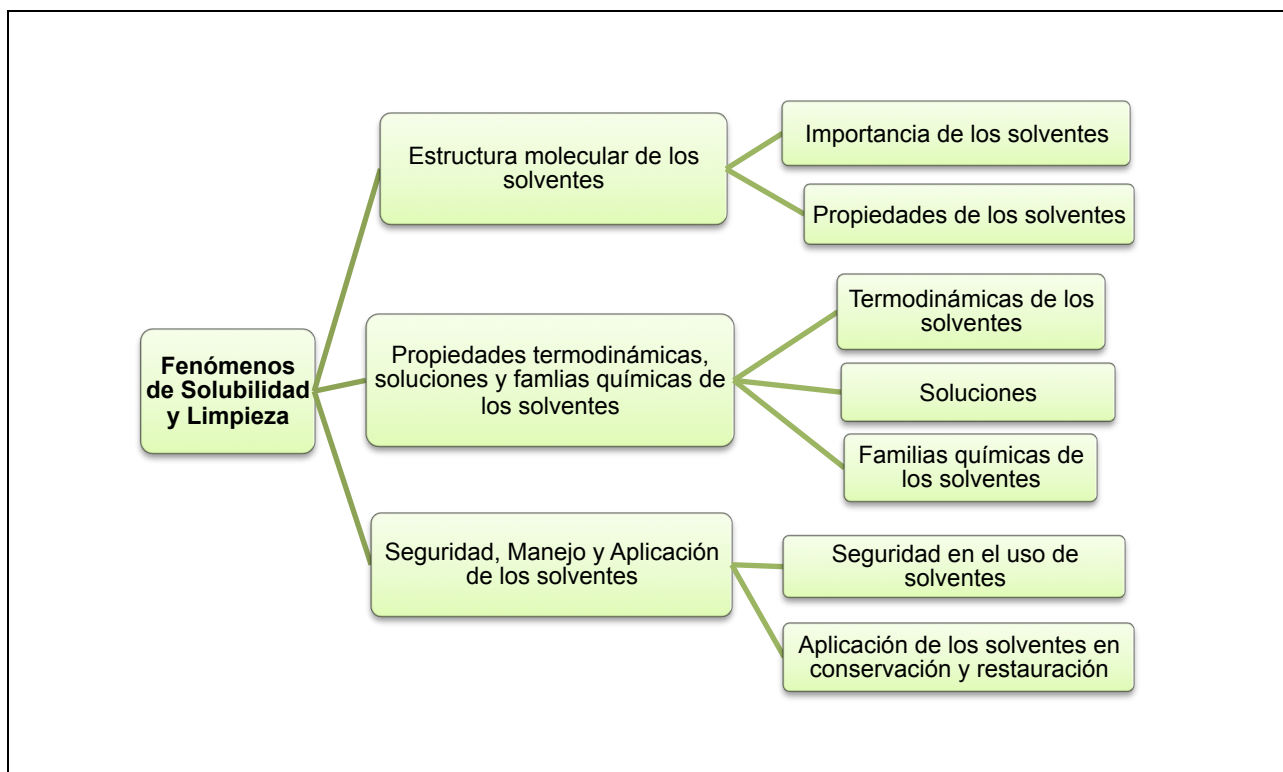 Fenómenos
de Solubilidad
y Limpieza
Estructura molecular de los
solventes
Importancia de los solventes
Propiedades de los solventes
Propiedades termodinámicas,
soluciones y famlias químicas de
los solventes
Termodinámicas de los
solventes
Soluciones
Familias químicas de
los solventes
Seguridad, Manejo y Aplicación
de los solventes
Seguridad en el uso de
solventes
Aplicación de los solventes en
conservación y restauración